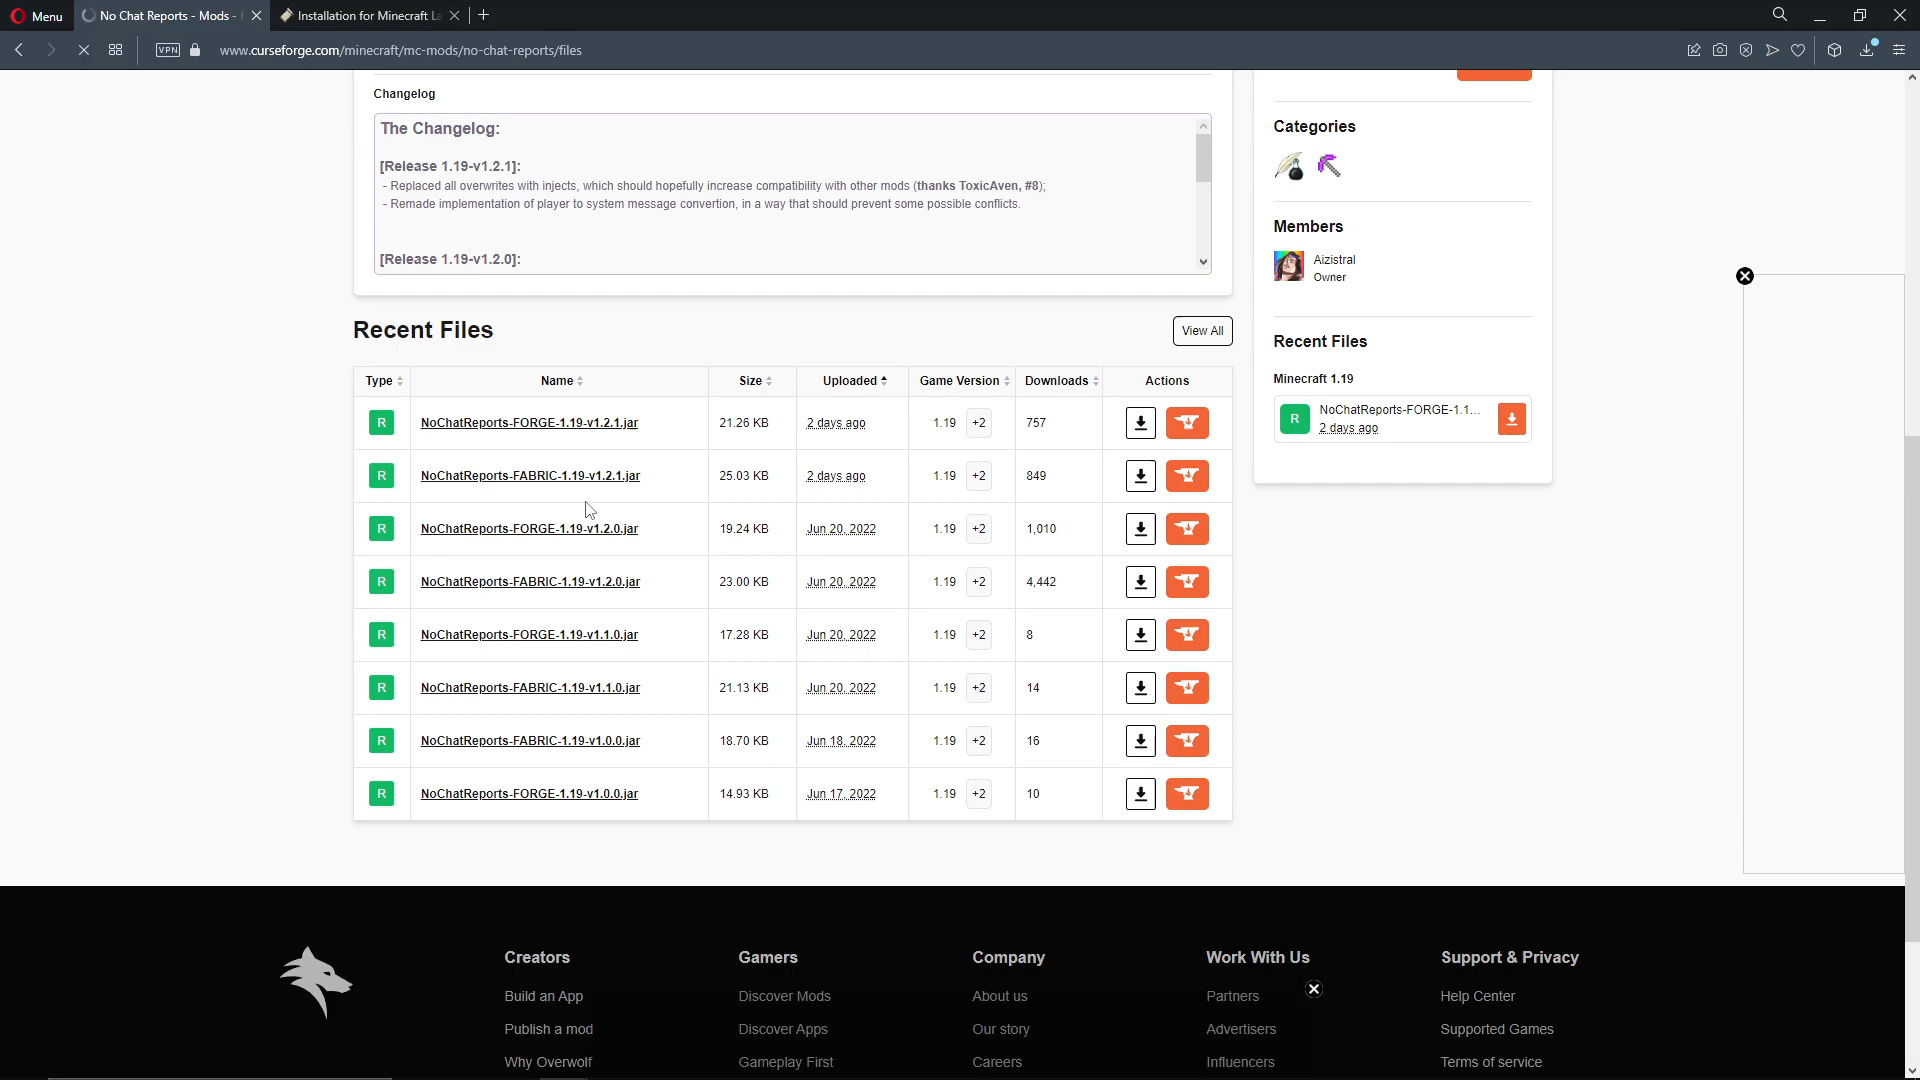 Menu
No Chat Reports - Mods -
Installation for Minecraft La
VPN
www.curseforge.com/minecraft/mc-mods/no-chat-reports/files
Changelog
The Changelog:
[Release 1.19-v1.2.1]:
- Replaced all overwrites with injects, which should hopefully increase compatibility with other mods (thanks ToxicAven, #8);
- Remade implementation of player to system message convertion, in a way that should prevent some possible conflicts.
[Release 1.19-v1.2.0]:
Categories
Members
Aizistral
Owner
Recent Files
Minecraft 1.19
R NoChatReports-FORGE-1.1...
2 days ago
Recent Files
View All
Type Name Size Uploaded Game Version Downloads Actions
R NoChatReports-FORGE-1.19-v1.2.1.jar 21.26 KB 2 days ago 1.19 +2 757
R NoChatReports-FABRIC-1.19-v1.2.1.jar 25.03 KB 2 days ago 1.19 +2 849
R NoChatReports-FORGE-1.19-v1.2.0.jar 19.24 KB Jun 20, 2022 1.19 +2 1,010
R NoChatReports-FABRIC-1.19-v1.2.0.jar 23.00 KB Jun 20, 2022 1.19 +2 4,442
R NoChatReports-FORGE-1.19-v1.1.0.jar 17.28 KB Jun 20, 2022 1.19 +2 8
R NoChatReports-FABRIC-1.19-v1.1.0.jar 21.13 KB Jun 20, 2022 1.19 +2 14
R NoChatReports-FABRIC-1.19-v1.0.0.jar 18.70 KB Jun 18, 2022 1.19 +2 16
R NoChatReports-FORGE-1.19-v1.0.0.jar 14.93 KB Jun 17, 2022 1.19 +2 10
Creators
Build an App
Publish a mod
Why Overwolf
Gamers
Discover Mods
Discover Apps
Gameplay First
Company
About us
Our story
Careers
Work With Us
Partners
Advertisers
Influencers
Support & Privacy
Help Center
Supported Games
Terms of service